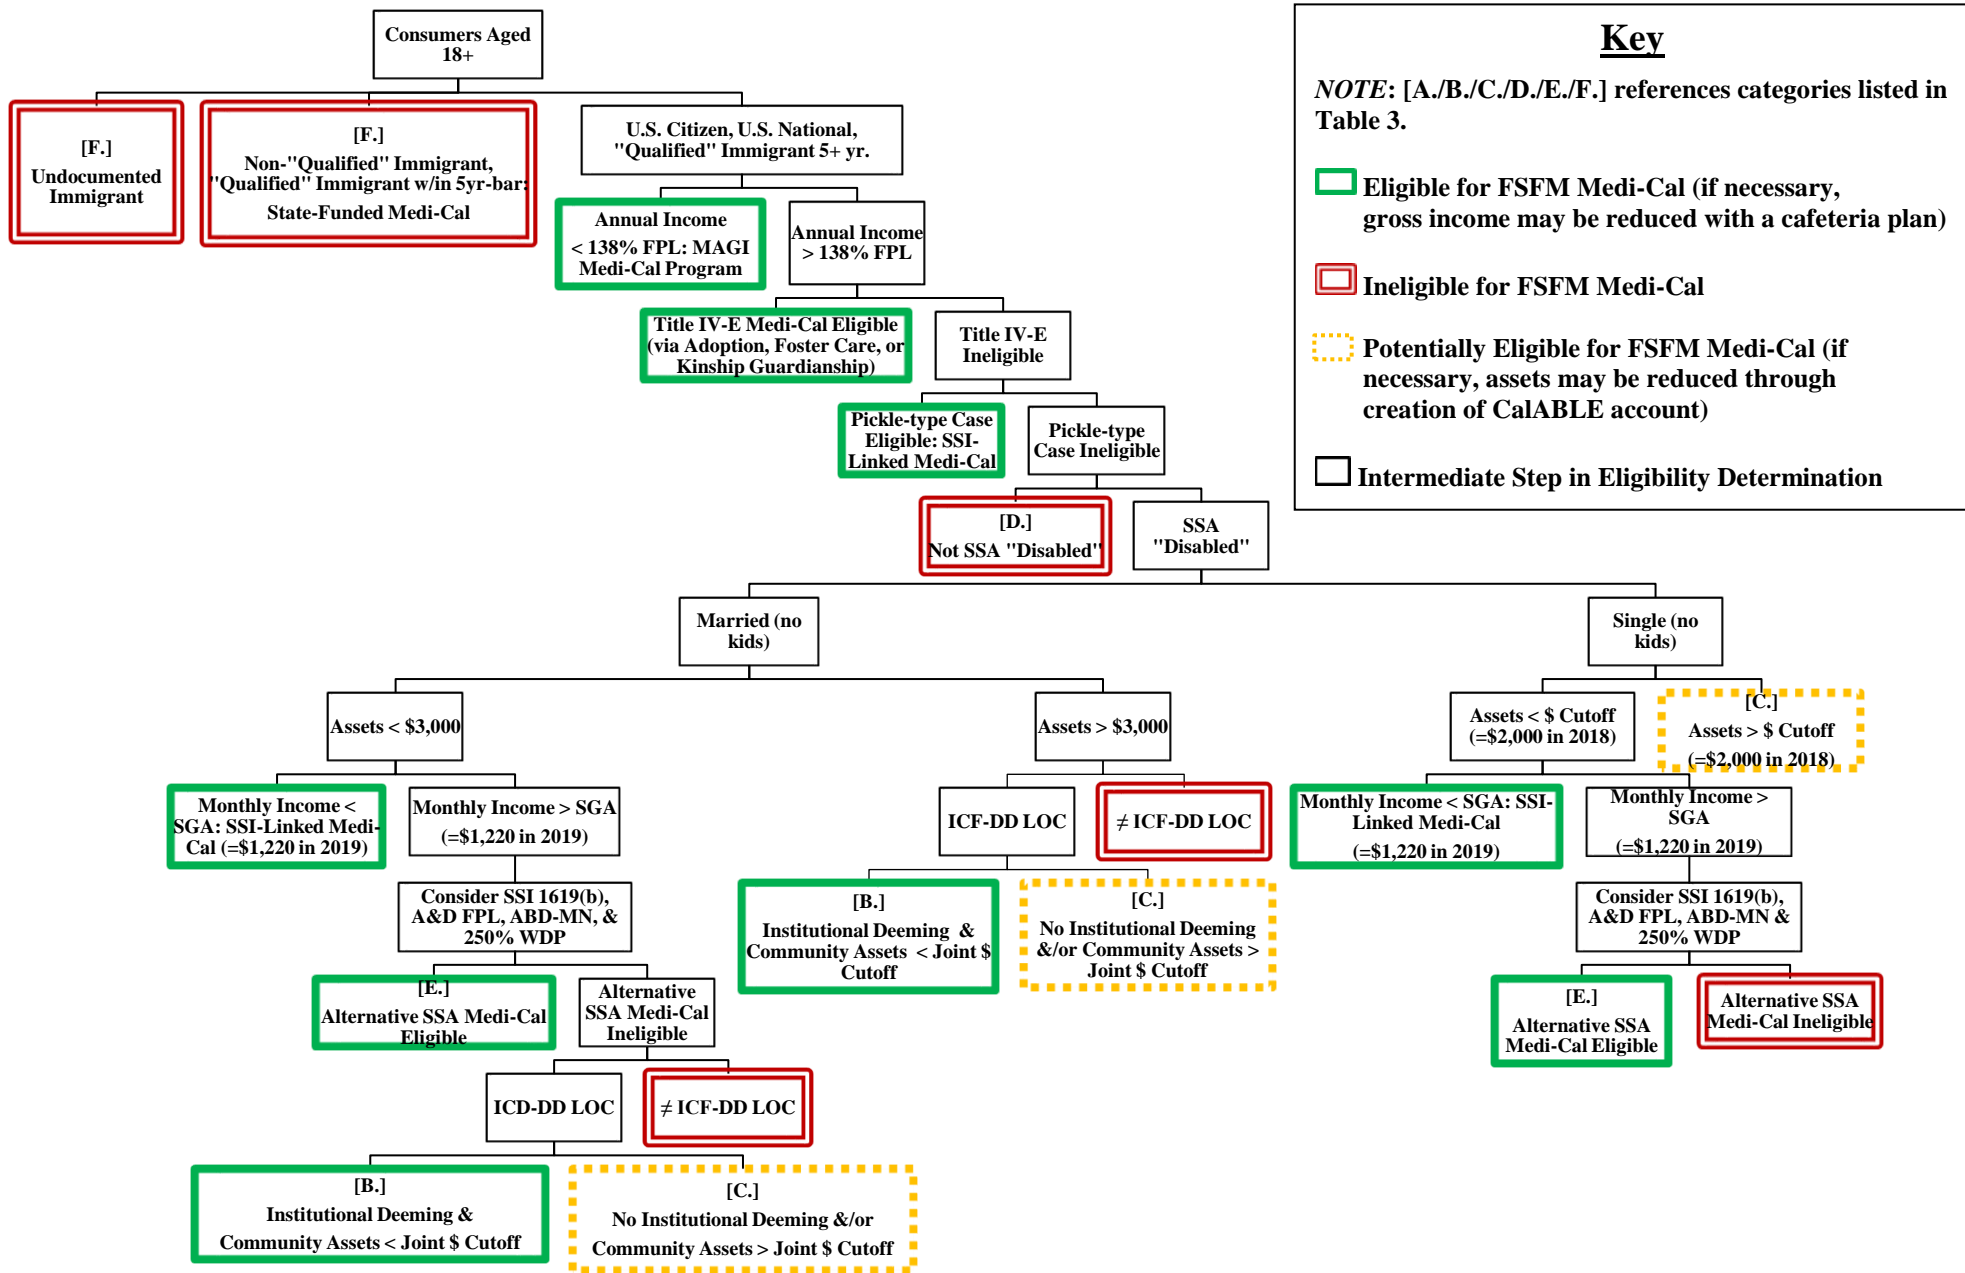 Consumers Aged
18+
Key
NOTE: [A./B./C./D./E./F.] references categories listed in
Table 3.
Eligible for FSFM Medi-Cal (if necessary,
gross income may be reduced with a cafeteria plan)
Ineligible for FSFM Medi-Cal
Potentially Eligible for FSFM Medi-Cal (if
necessary, assets may be reduced through
creation of CalABLE account)
Intermediate Step in Eligibility Determination
[F.]
Undocumented
Immigrant
[F.]
Non-"Qualified" Immigrant,
"Qualified" Immigrant w/in 5yr-bar:
State-Funded Medi-Cal
U.S. Citizen, U.S. National,
"Qualified" Immigrant 5+ yr.
Annual Income
< 138% FPL: MAGI
Medi-Cal Program
Annual Income
> 138% FPL
Title IV-E Medi-Cal Eligible
(via Adoption, Foster Care, or
Kinship Guardianship)
Title IV-E
Ineligible
Pickle-type Case
Eligible: SSI-
Linked Medi-Cal
Pickle-type
Case Ineligible
[D.]
Not SSA "Disabled"
SSA
"Disabled"
Married (no
kids)
Single (no
kids)
Assets < $3,000
Assets > $3,000
Assets < $ Cutoff
(=$2,000 in 2018)
[C.]
Assets > $ Cutoff
(=$2,000 in 2018)
Monthly Income <
SGA: SSI-Linked Medi-
Cal (=$1,220 in 2019)
Monthly Income > SGA
(=$1,220 in 2019)
ICF-DD LOC
≠ ICF-DD LOC
Monthly Income < SGA: SSI-
Linked Medi-Cal
(=$1,220 in 2019)
Monthly Income >
SGA
(=$1,220 in 2019)
Consider SSI 1619(b),
A&D FPL, ABD-MN, &
250% WDP
[B.]
Institutional Deeming &
Community Assets < Joint $
Cutoff
[C.]
No Institutional Deeming
&/or Community Assets >
Joint $ Cutoff
Consider SSI 1619(b),
A&D FPL, ABD-MN &
250% WDP
[E.]
Alternative SSA Medi-Cal
Eligible
Alternative
SSA Medi-Cal
Ineligible
[E.]
Alternative SSA
Medi-Cal Eligible
Alternative SSA
Medi-Cal Ineligible
ICD-DD LOC
≠ ICF-DD LOC
[B.]
Institutional Deeming &
Community Assets < Joint $ Cutoff
[C.]
No Institutional Deeming &/or
Community Assets > Joint $ Cutoff